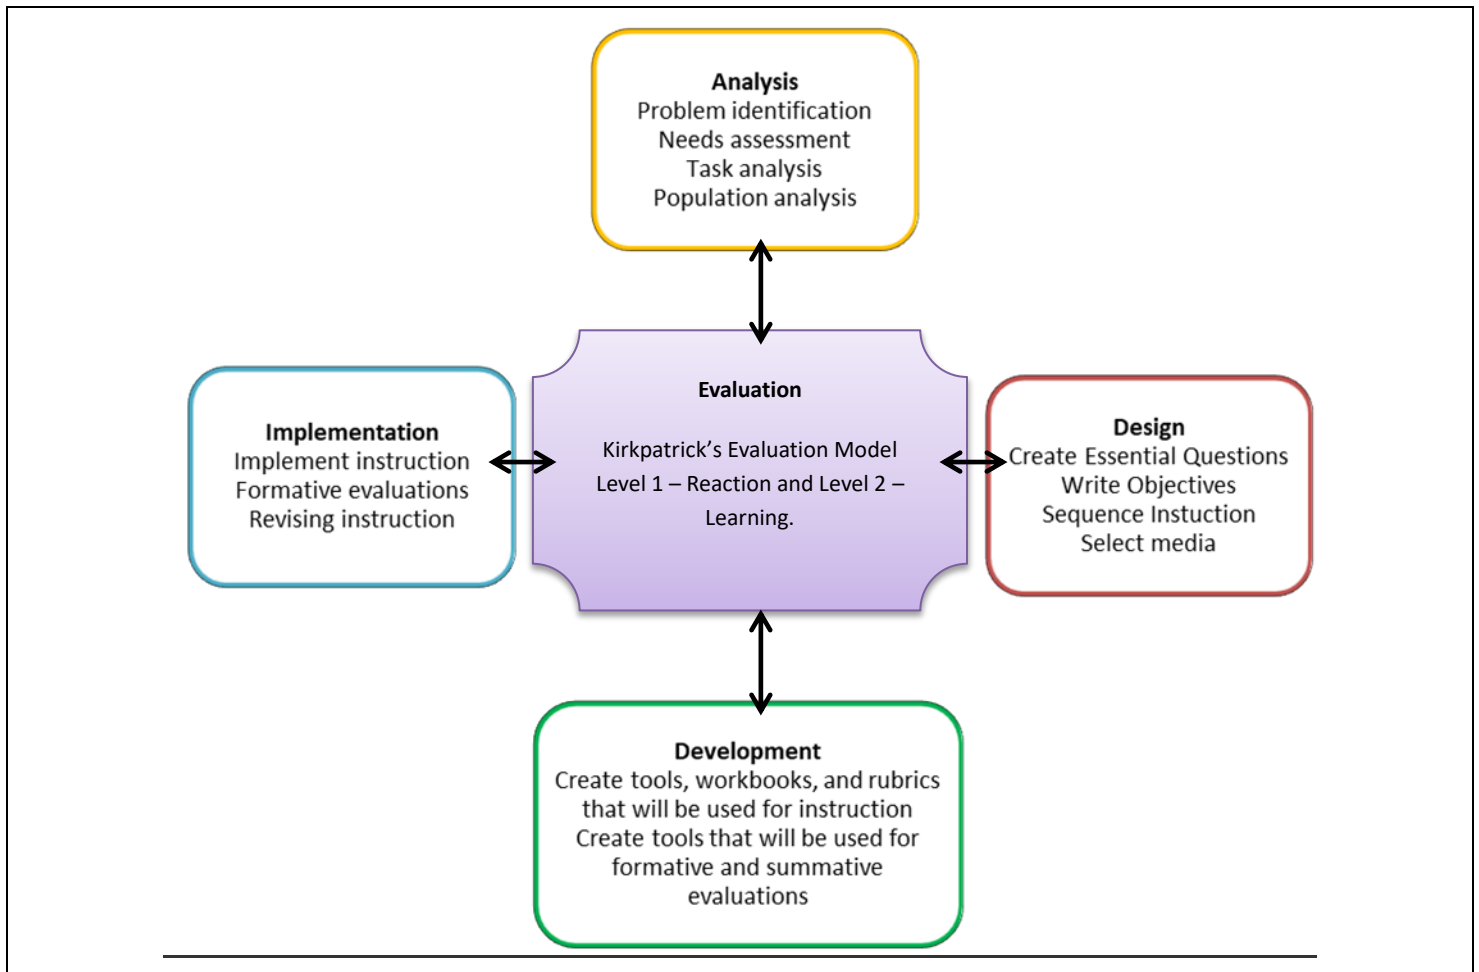 Analysis
Problem identification
Needs assessment
Task analysis
Population analysis
Evaluation
Kirkpatrick’s Evaluation Model
Level 1 – Reaction and Level 2 –
Learning.
Implementation
Implement instruction
Formative evaluations
Revising instruction
Design
Create Essential Questions
Write Objectives
Sequence Instuction
Select media
Development
Create tools, workbooks, and rubrics
that will be used for instruction
Create tools that will be used for
formative and summative
evaluations